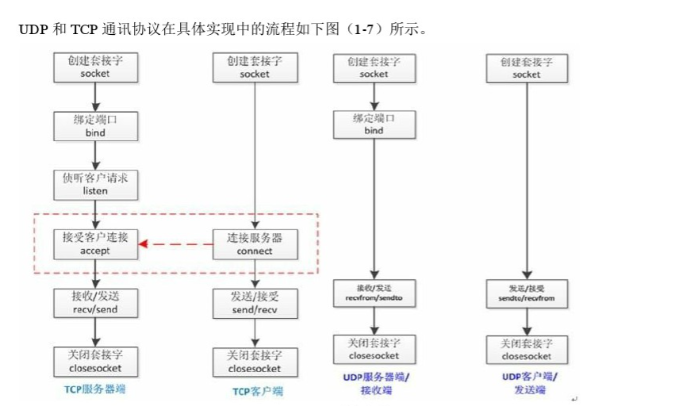 UDP 和 TCP 通讯协议在具体实现中的流程如下图（1-7）所示。
创建套接字
socket
绑定端口
bind
侦听客户请求
listen
接受客户连接
accept
接收/发送
recv/send
关闭套接字
closesocket
TCP服务器端
创建套接字
socket
连接服务器
connect
发送/接受
send/recv
关闭套接字
closesocket
TCP客户端
创建套接字
socket
绑定端口
bind
接收/发送
recvfrom/sendto
关闭套接字
closesocket
UDP服务器端/
接收端
创建套接字
socket
发送/接受
sendto/recvfrom
关闭套接字
closesocket
UDP客户端/
发送端